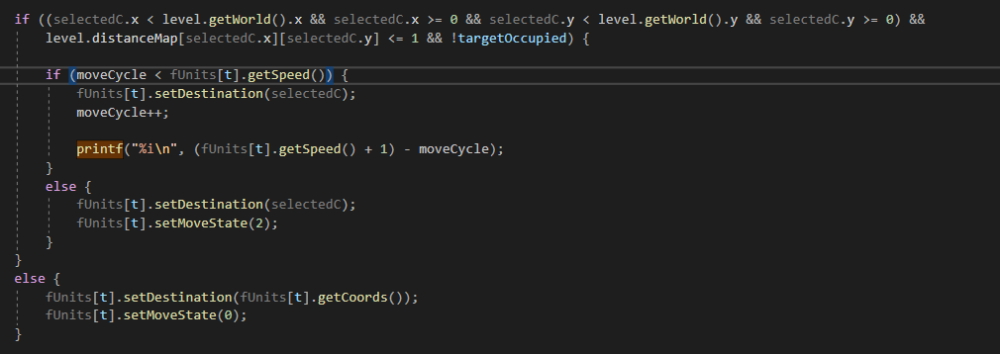 if ((selectedC.x < level.getWorld().x && selectedC.x >= 0 && selectedC.y < level.getWorld().y && selectedC.y >= 0) &&
level.distanceMap[selectedC.x][selectedC.y] <= 1 && !targetOccupied) {
if (moveCycle < fUnits[t].getSpeed()) {
fUnits[t].setDestination(selectedC);
moveCycle++;
printf("%i\n", (fUnits[t].getSpeed() + 1) - moveCycle);
}
else {
fUnits[t].setDestination(selectedC);
fUnits[t].setMoveState(2);
}
}
else {
fUnits[t].setDestination(fUnits[t].getCoords());
fUnits[t].setMoveState(0);
}